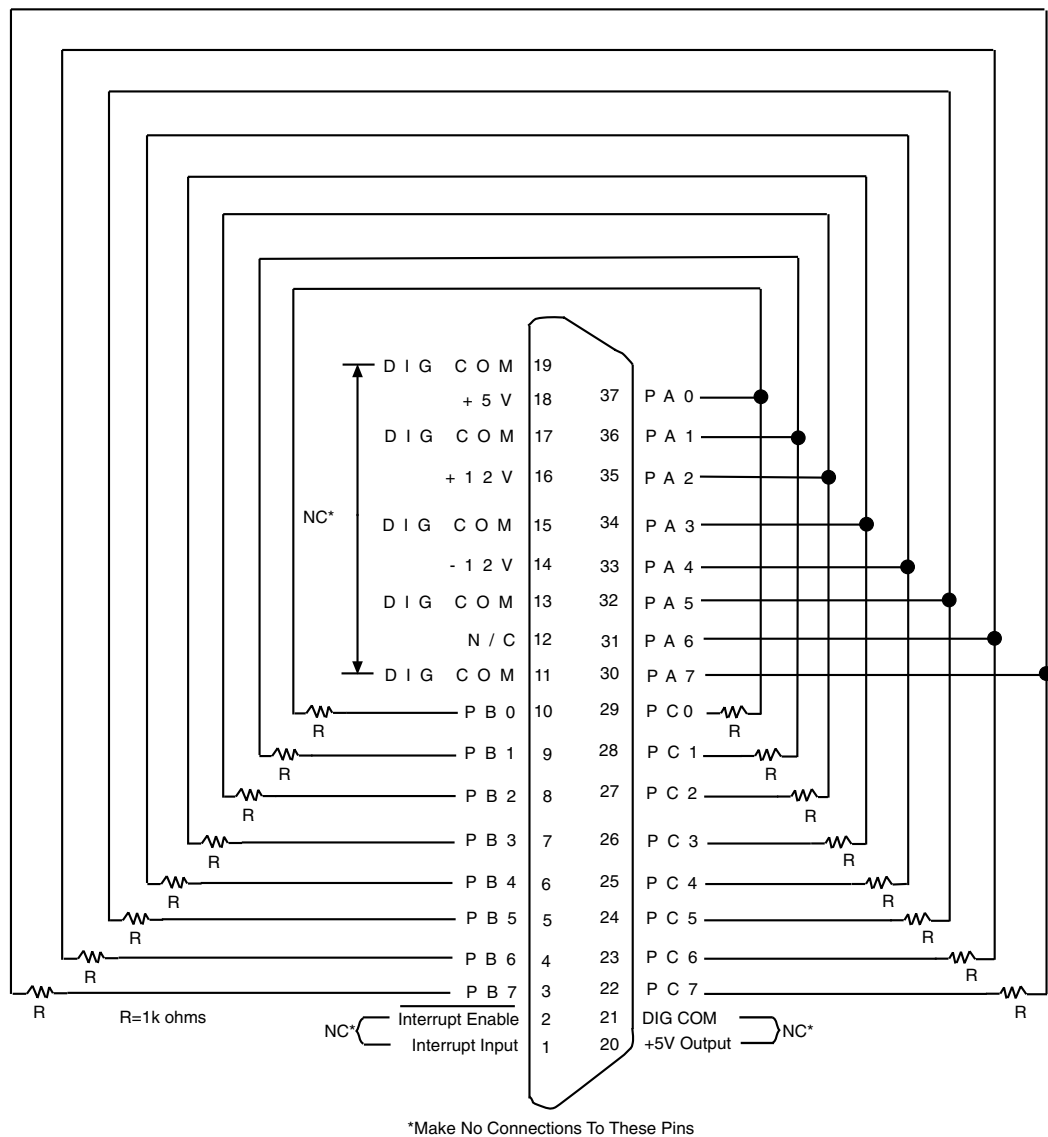 DIG COM 19
+5V 18 37 PA0
DIG COM 17 36 PA1
+12V 16 35 PA2
NC* DIG COM 15 34 PA3
-12V 14 33 PA4
DIG COM 13 32 PA5
N/C 12 31 PA6
DIG COM 11 30 PA7
PB0 10 29 PC0
R R
PB1 9 28 PC1
R R
PB2 8 27 PC2
R R
PB3 7 26 PC3
R R
PB4 6 25 PC4
R R
PB5 5 24 PC5
R R
PB6 4 23 PC6
R R
PB7 3 22 PC7
R R=1k ohms R
NC* Interrupt Enable 2 21 DIG COM NC*
Interrupt Input 1 20 +5V Output
*Make No Connections To These Pins